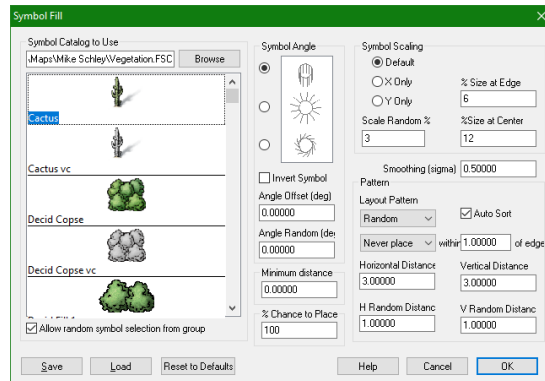 Symbol Fill
Symbol Catalog to Use
.Maps\Mike Schley\Vegetation.FSC
Browse
Cactus
Cactus vc
Decid Copse
Decid Copse vc
Allow random symbol selection from group
Symbol Angle
Invert Symbol
Angle Offset (deg)
0.00000
Angle Random (deg
0.00000
Minimum distance
0.00000
% Chance to Place
100
Symbol Scaling
Default
X Only
Y Only
% Size at Edge
6
Scale Random %
3
%Size at Center
12
Smoothing (sigma)
0.50000
Pattern
Layout Pattern
Random
Auto Sort
Never place
within
1.00000
of edge
Horizontal Distance
3.00000
Vertical Distance
3.00000
H Random Distanc
1.00000
V Random Distanc
1.00000
Save
Load
Reset to Defaults
Help
Cancel
OK